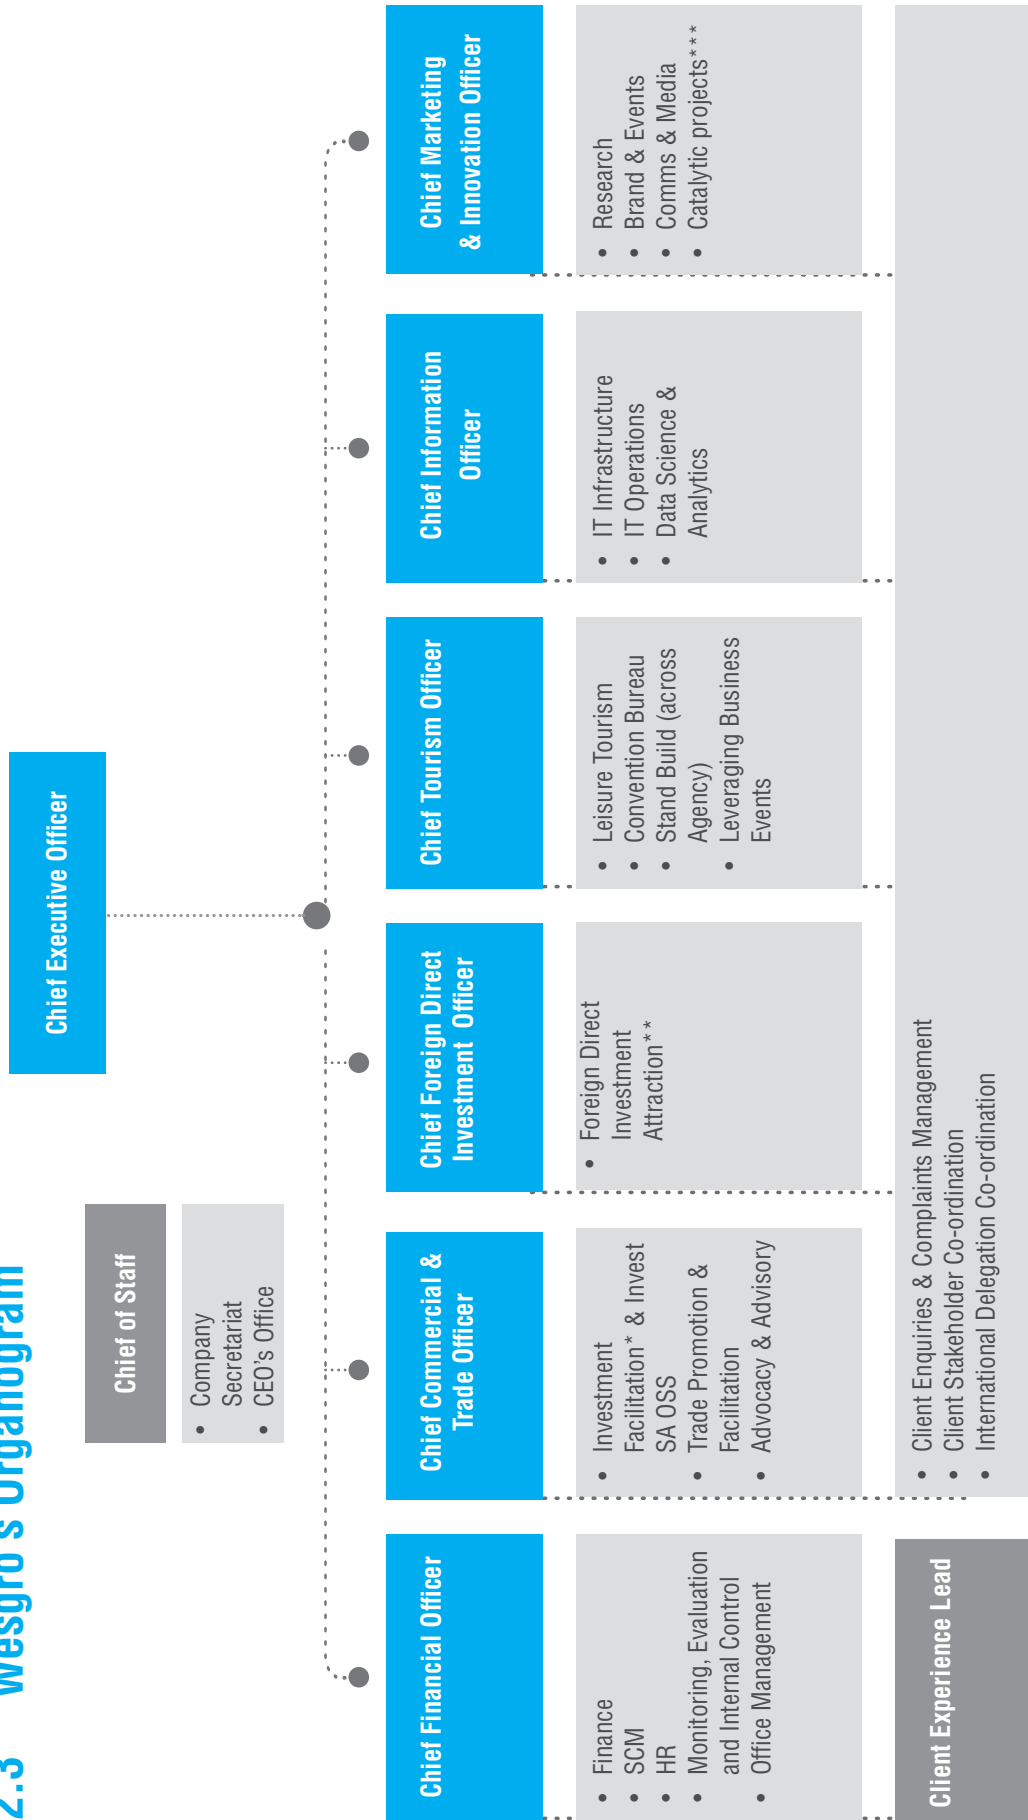 2.3 Wesgro's Organogram
Chief Executive Officer
Chief of Staff
• Company
Secretariat
• CEO's Office
Chief Financial Officer
• Finance
• SCM
• HR
• Monitoring, Evaluation
and Internal Control
• Office Management
Chief Commercial &
Trade Officer
• Investment
Facilitation* & Invest
SA OSS
• Trade Promotion &
Facilitation
• Advocacy & Advisory
Chief Foreign Direct
Investment Officer
• Foreign Direct
Investment
Attraction**
Chief Tourism Officer
• Leisure Tourism
• Convention Bureau
• Stand Build (across
Agency)
• Leveraging Business
Events
Chief Information
Officer
• IT Infrastructure
• IT Operations
• Data Science &
Analytics
Chief Marketing
& Innovation Officer
• Research
• Brand & Events
• Comms & Media
• Catalytic projects***
Client Experience Lead
• Client Enquiries & Complaints Management
• Client Stakeholder Co-ordination
• International Delegation Co-ordination